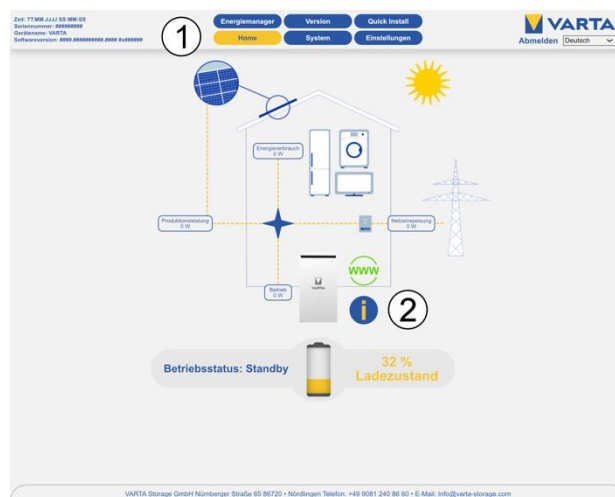 Zeit: TT.MM.JJJJ SS:MM:SS
Seriennummer: #########
Gerätename: VARTA
Softwareversion: ####.########## #### #s######
1
Energiemanager
Version
Quick Install
Home
System
Einstellungen
VARTA
Abmelden
Deutsch
Energieverbrauch
0 W
Produktionsleistung
0 W
Netzeinspeisung
0 W
www
VARTA
Betrieb
0 W
i
2
Betriebsstatus: Standby
32 %
Ladezustand
VARTA Storage GmbH Nürnberger Straße 65 86720 • Nördlingen Telefon: +49 9081 240 86 60 • E-Mail: Info@varta-storage.com